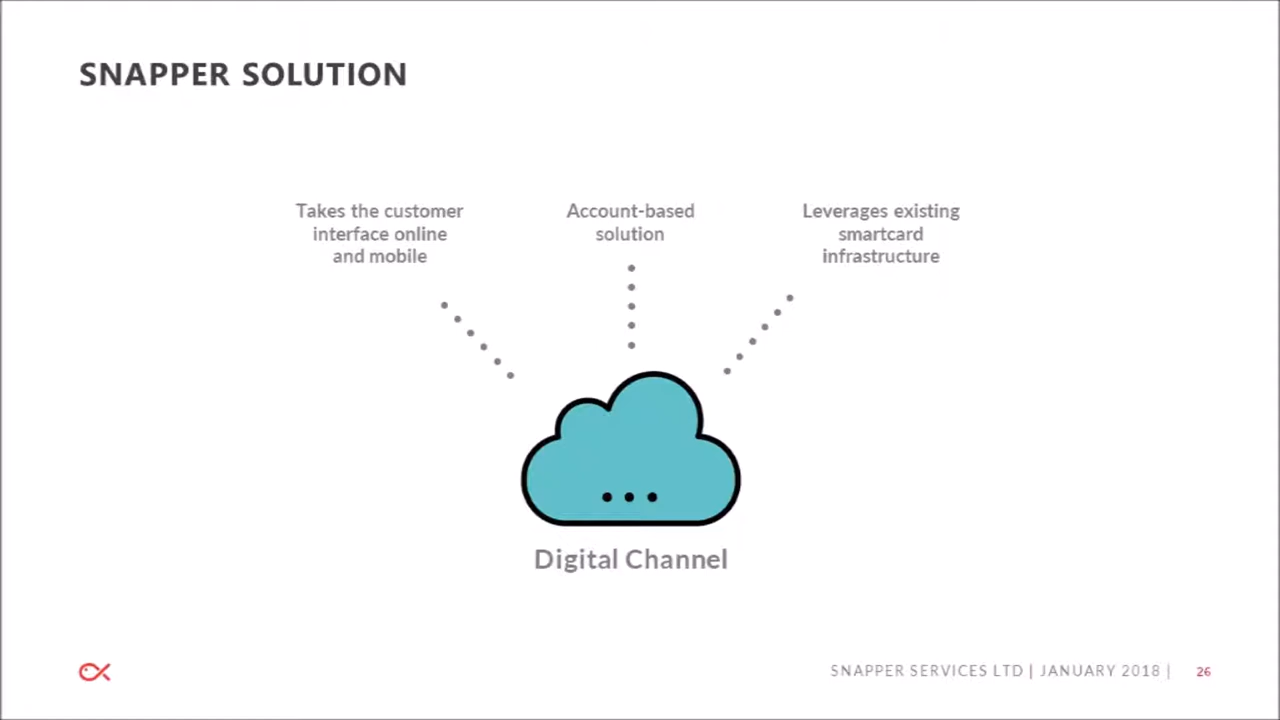 SNAPPER SOLUTION
Takes the customer
interface online
and mobile
Account-based
solution
Leverages existing
smartcard
infrastructure
Digital Channel
SNAPPER SERVICES LTD | JANUARY 2018 | 26